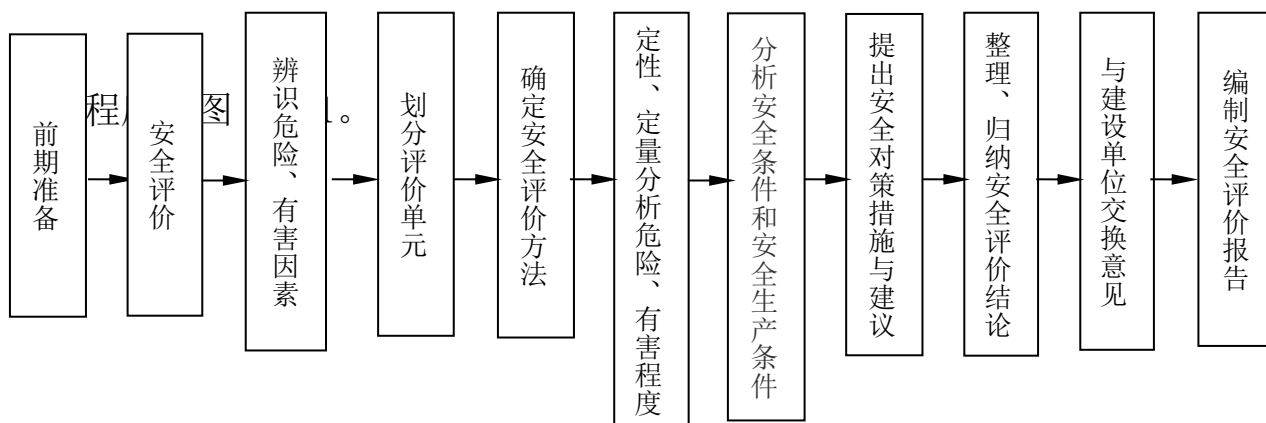 程 图 1。
前期准备
安全评价
辨识危险、有害因素
划分评价单元
确定安全评价方法
定性、定量分析危险、有害程度
分析安全条件和安全生产条件
提出安全对策措施与建议
整理、归纳安全评价结论
与建设单位交换意见
编制安全评价报告